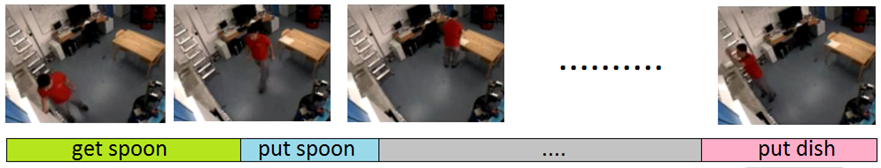 ..........
get spoon
put spoon
....
put dish